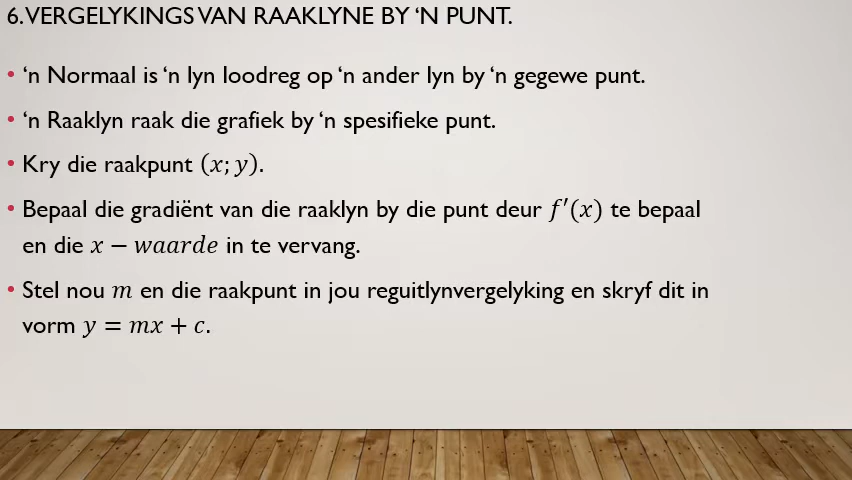 6. VERGELYKINGS VAN RAAKLYNE BY ‘N PUNT.
• ‘n Normaal is ‘n lyn loodreg op ‘n ander lyn by ‘n gegewe punt.
• ‘n Raaklyn raak die grafiek by ‘n spesifieke punt.
• Kry die raakpunt (x; y).
• Bepaal die gradiënt van die raaklyn by die punt deur f′(x) te bepaal
en die x − waarde in te vervang.
• Stel nou m en die raakpunt in jou reguitlynvergelyking en skryf dit in
vorm y = mx + c.